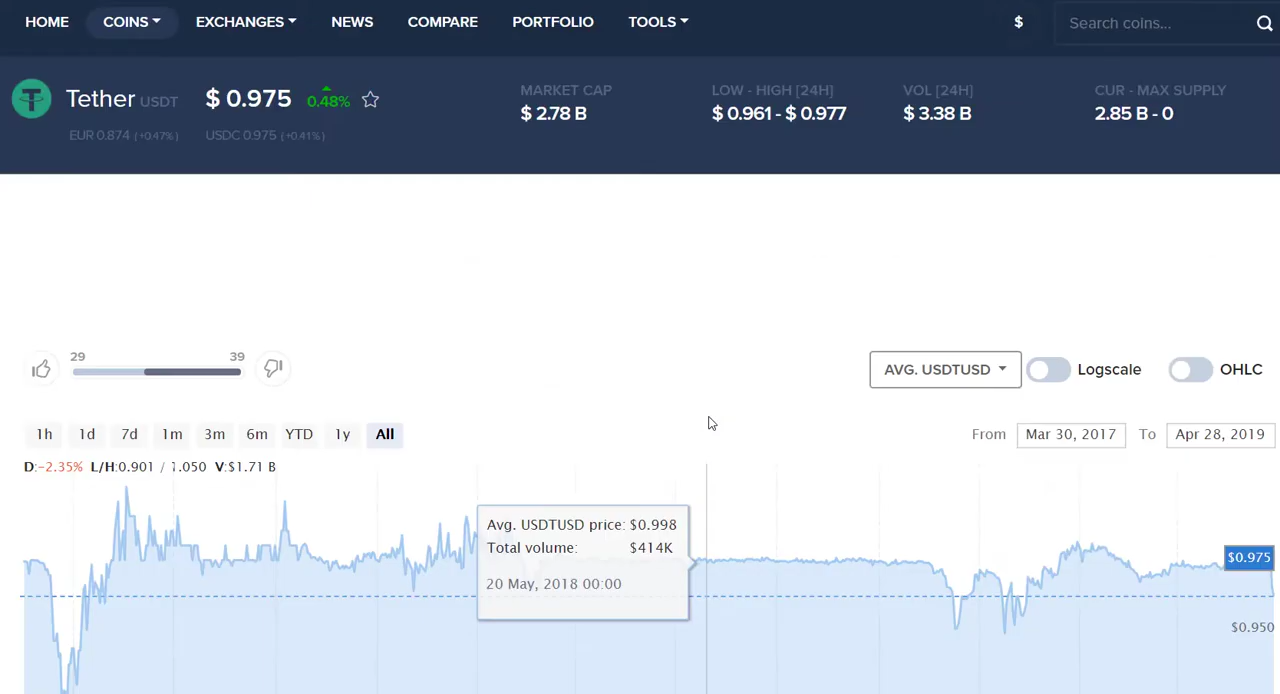 HOME COINS EXCHANGES NEWS COMPARE PORTFOLIO TOOLS $ Search coins...
Tether USDT $ 0.975 0.48%
EUR 0.874 (+0.47%) USDC 0.975 (+0.41%)
MARKET CAP LOW - HIGH [24H] VOL [24H] CUR - MAX SUPPLY
$ 2.78 B $ 0.961 - $ 0.977 $ 3.38 B 2.85 B - 0
29 39
AVG. USDTUSD Logscale OHLC
1h 1d 7d 1m 3m 6m YTD 1y All From Mar 30, 2017 To Apr 28, 2019
D:-2.35% L/H:0.901 / 1.050 V:$1.71 B
Avg. USDTUSD price: $0.998
Total volume: $414K
20 May, 2018 00:00
$0.975
$0.950